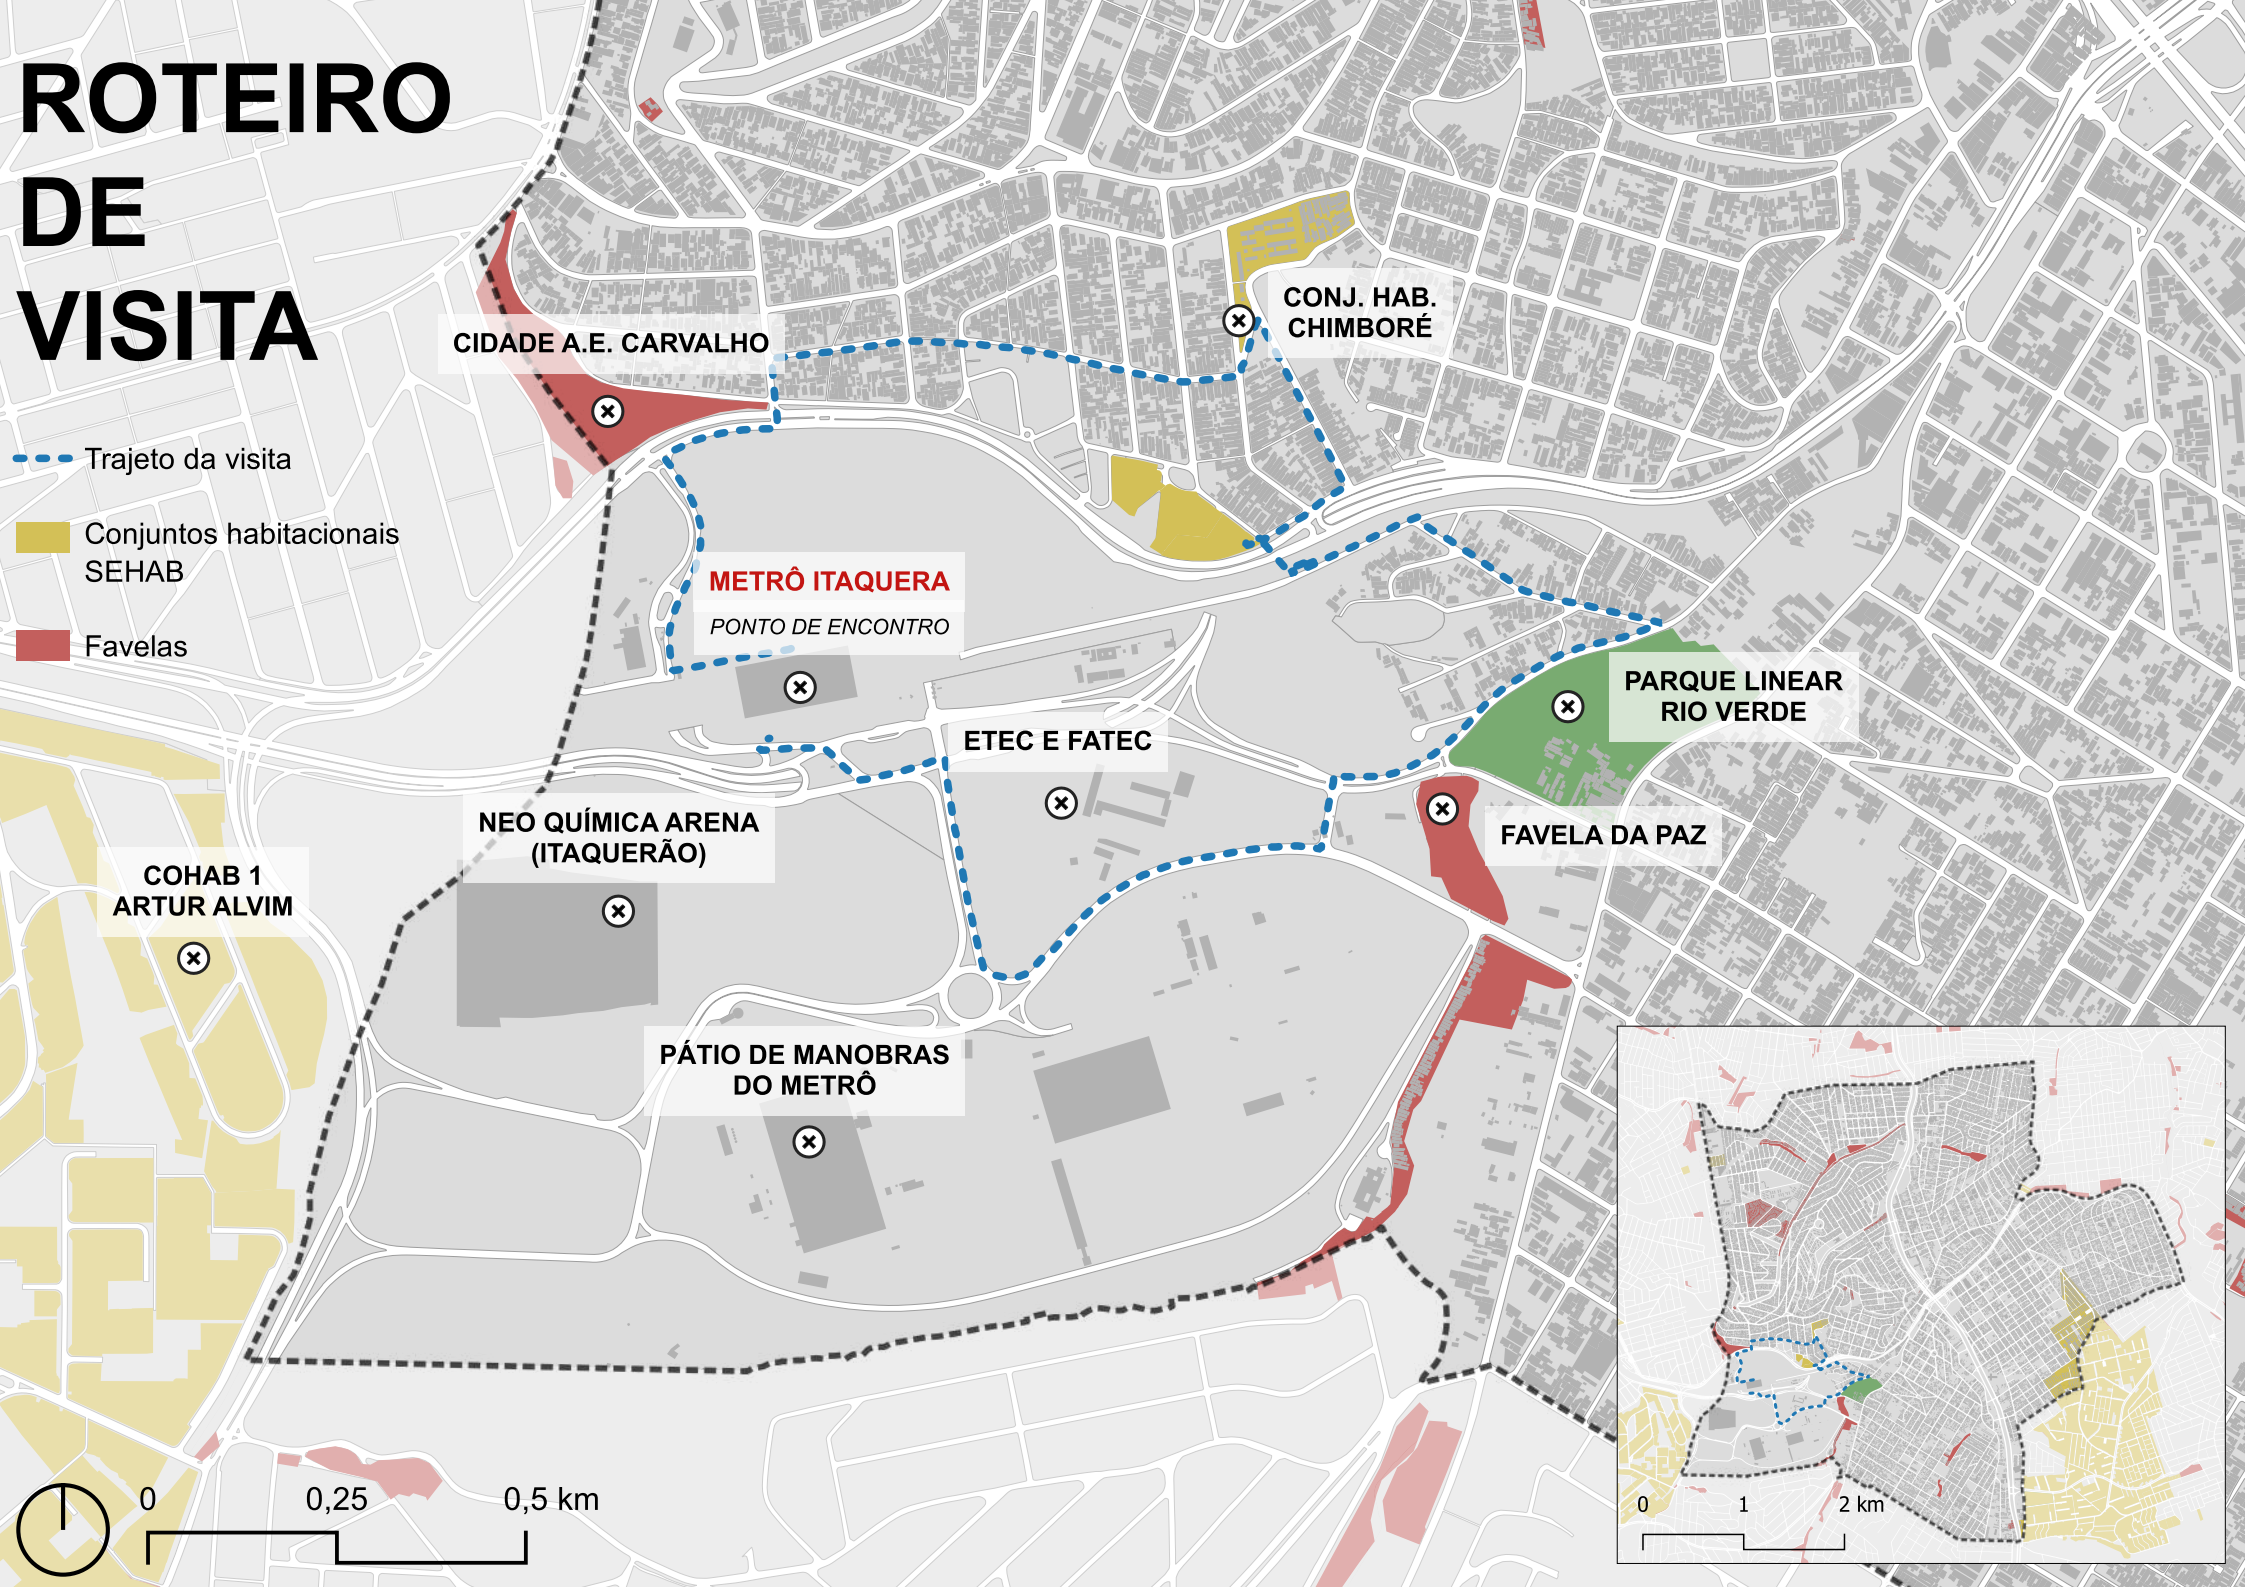 ROTEIRO
DE
VISITA
Trajeto da visita
Conjuntos habitacionais
SEHAB
Favelas
CIDADE A.E. CARVALHO
CONJ. HAB.
CHIMBORÉ
METRÔ ITAQUERA
PONTO DE ENCONTRO
PARQUE LINEAR
RIO VERDE
ETEC E FATEC
NEO QUÍMICA ARENA
(ITAQUERÃO)
FAVELA DA PAZ
COHAB 1
ARTUR ALVIM
PÁTIO DE MANOBRAS
DO METRÔ
0 0,25 0,5 km
0 1 2 km